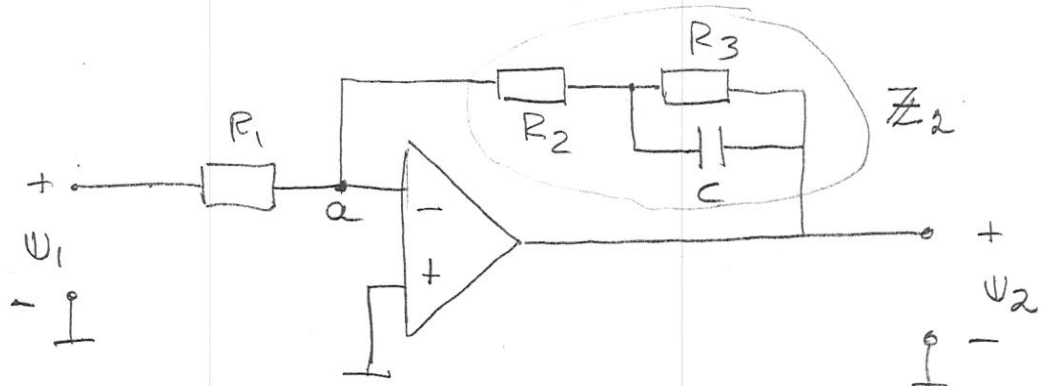 R₃
R₂
ℤ₂
R₁
C
+
a
−
+
𝕌₁
+
𝕌₂
−
−